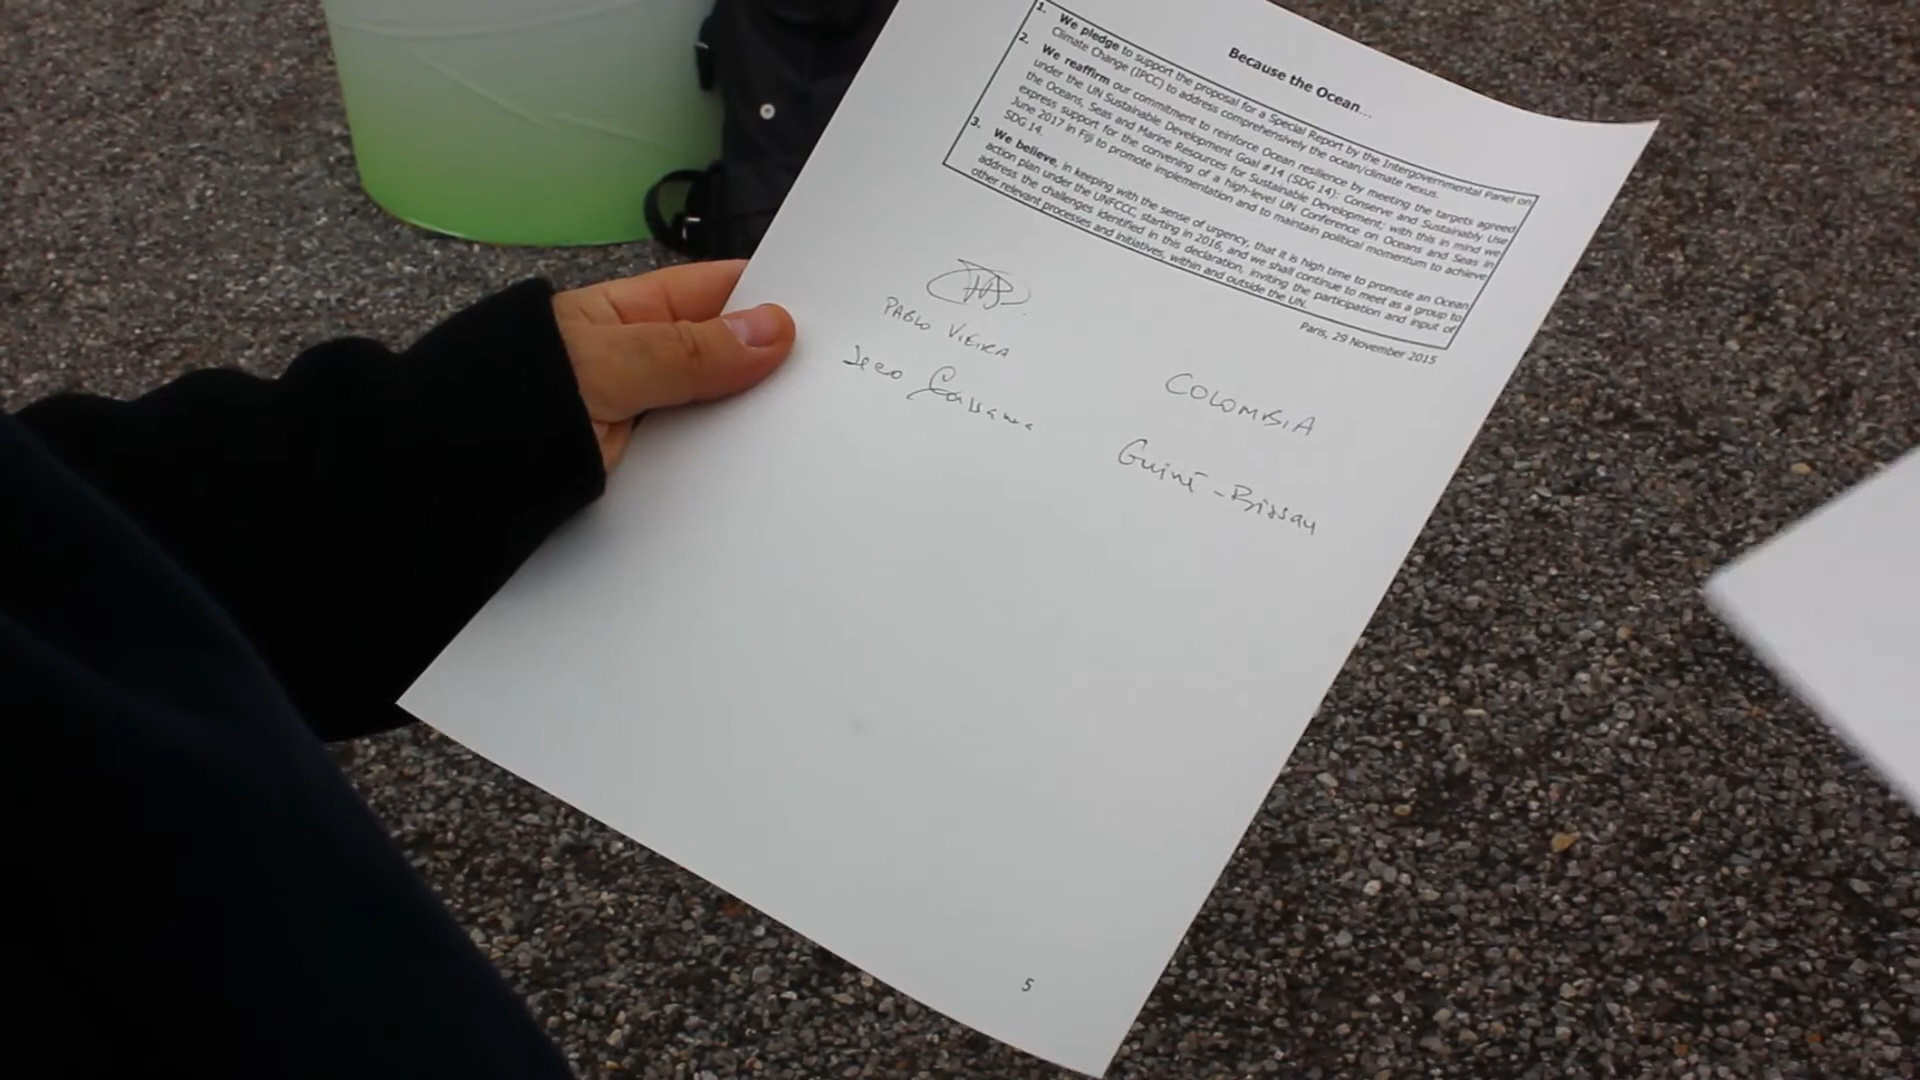 Because the Ocean...
1. We pledge to support the proposal for a Special Report by the Intergovernmental Panel on
Climate Change (IPCC) to address comprehensively the ocean/climate nexus.
2. We reaffirm our commitment to reinforce Ocean resilience by meeting the targets agreed
under the UN Sustainable Development Goal #14 (SDG 14): Conserve and Sustainably Use
the Oceans, Seas and Marine Resources for Sustainable Development; with this in mind we
express support for the convening of a high-level UN Conference on Oceans and Seas in
June 2017 in Fiji to promote implementation and to maintain political momentum to achieve
SDG 14.
3. We believe, in keeping with the sense of urgency, that it is high time to promote an Ocean
action plan under the UNFCCC, starting in 2016, and we shall continue to meet as a group to
address the challenges identified in this declaration, inviting the participation and input of
other relevant processes and initiatives, within and outside the UN.
Paris, 29 November 2015
PABLO VIEIRA COLOMBIA
Guiné-Bissau
5